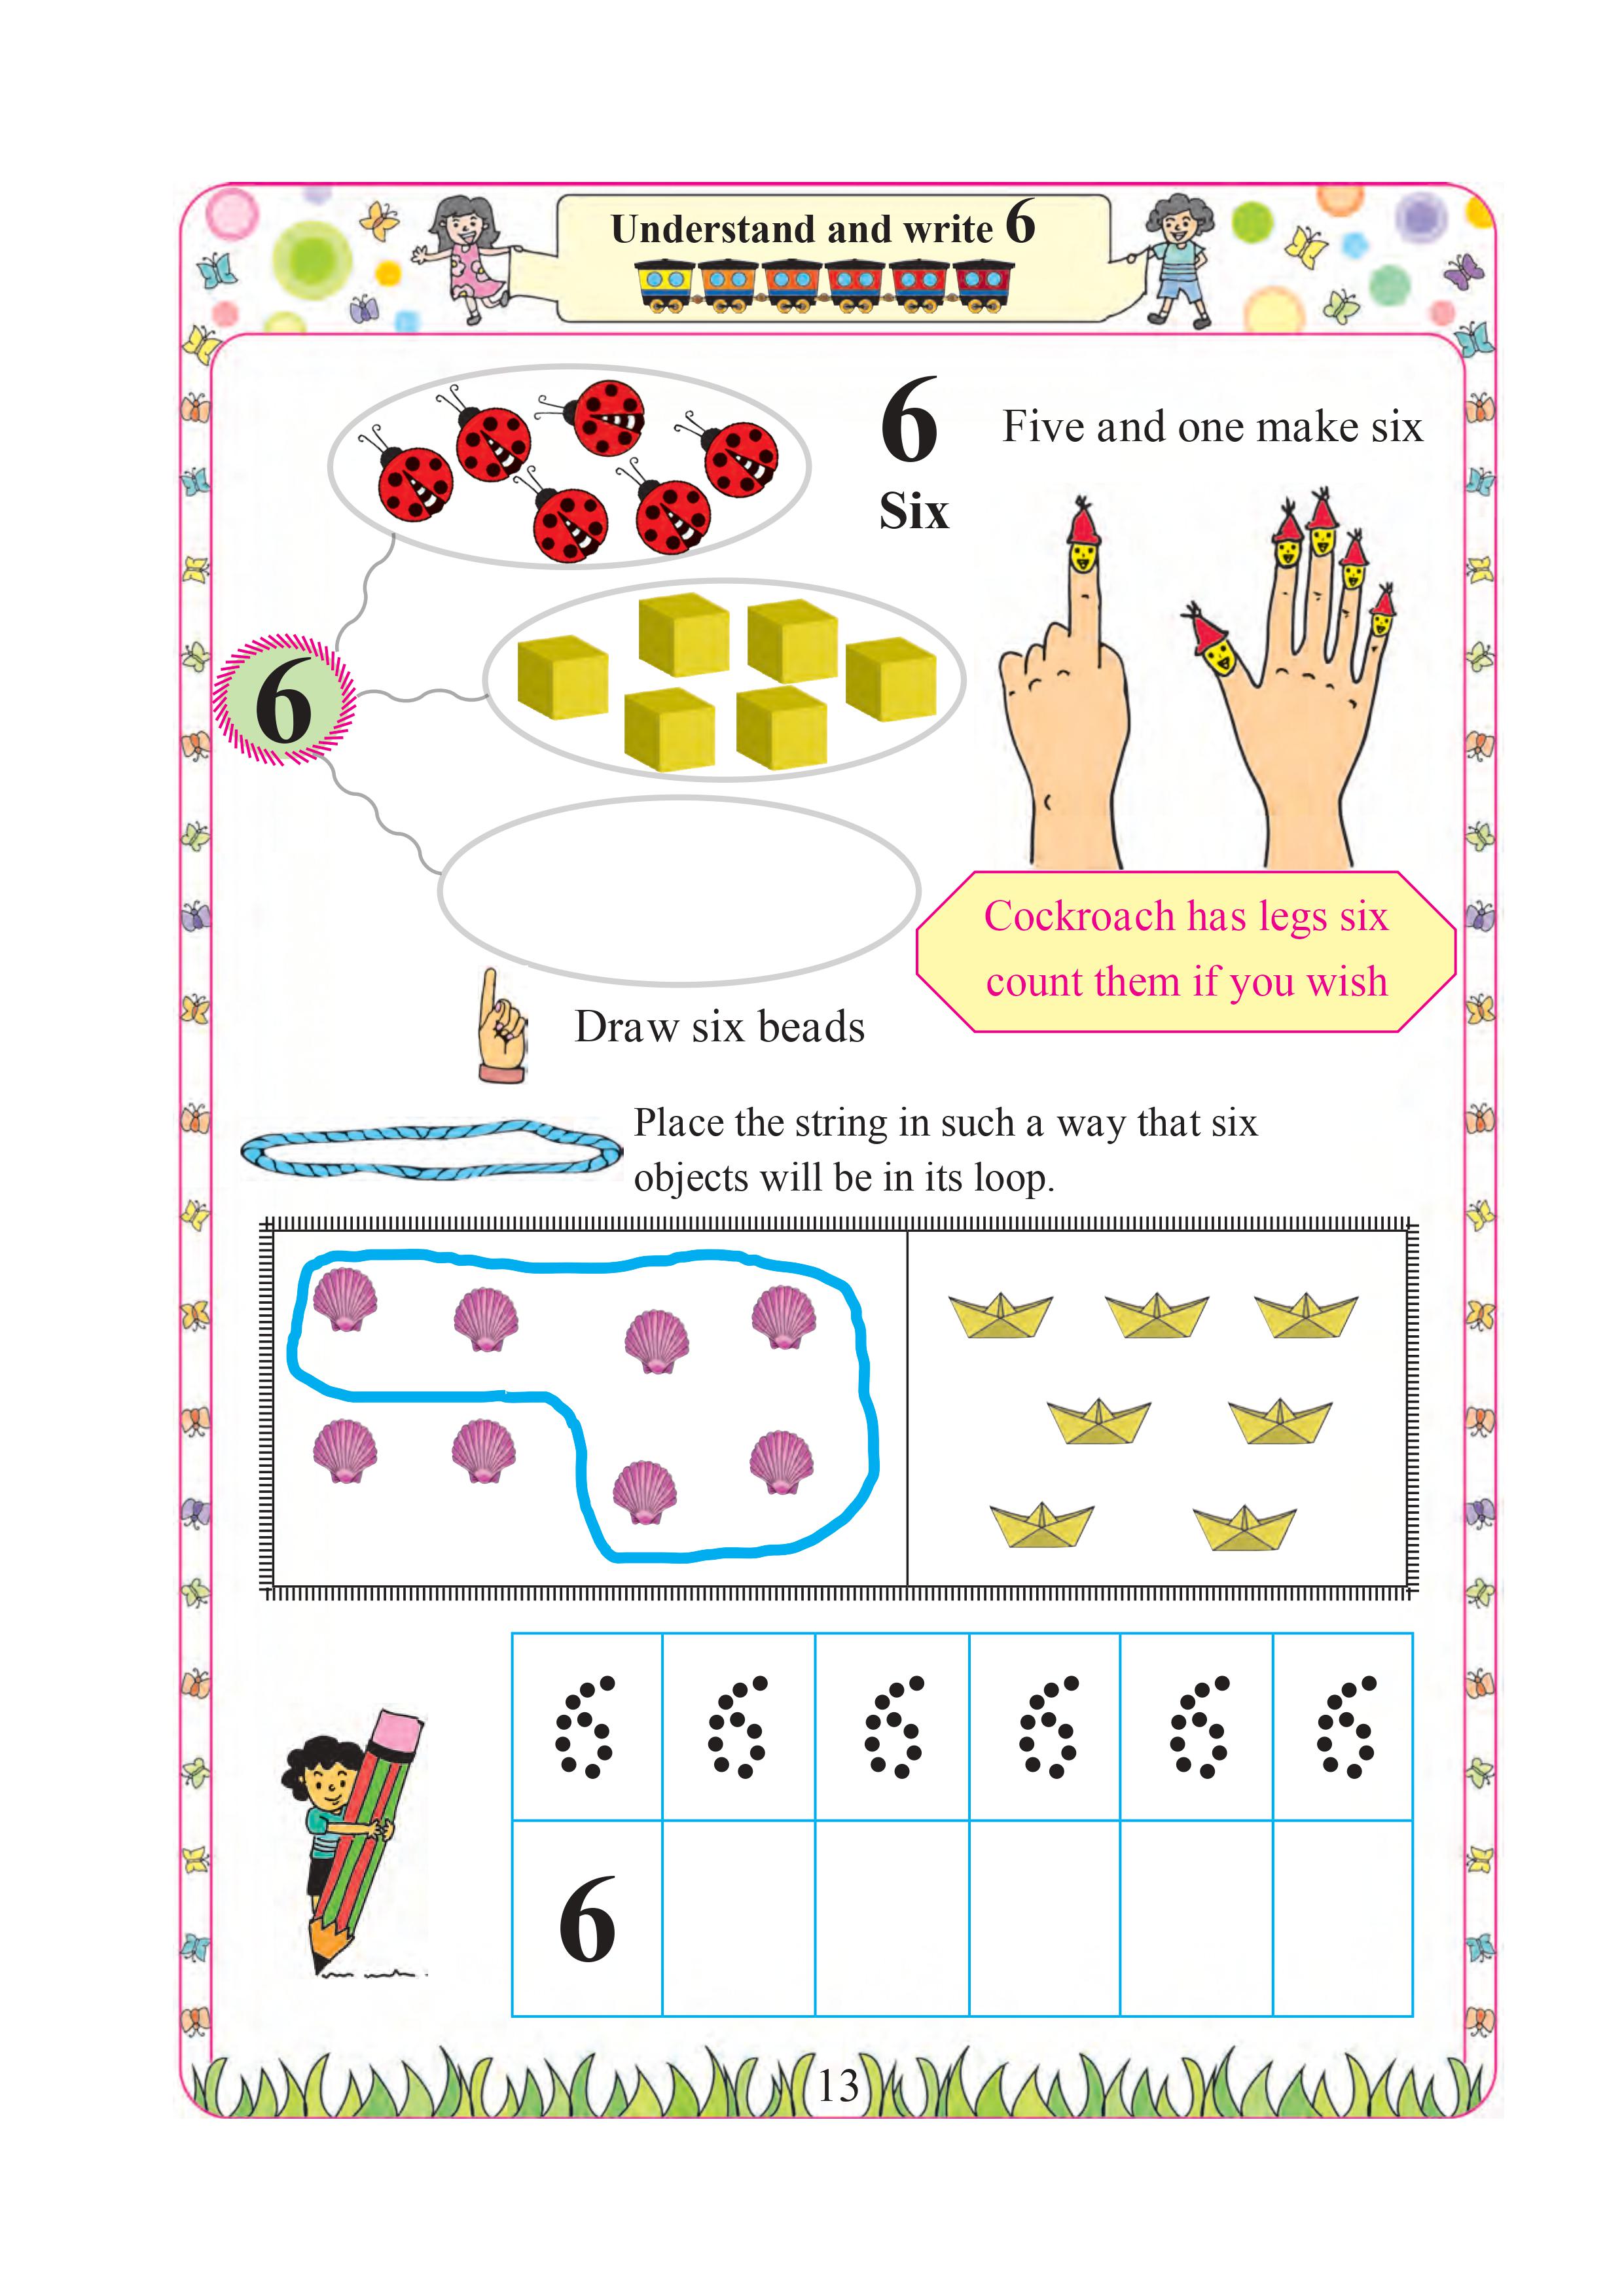 Understand and write 6
6 Five and one make six
Six
6
Cockroach has legs six
count them if you wish
Draw six beads
Place the string in such a way that six
objects will be in its loop.
6 6 6 6 6 6
6
13